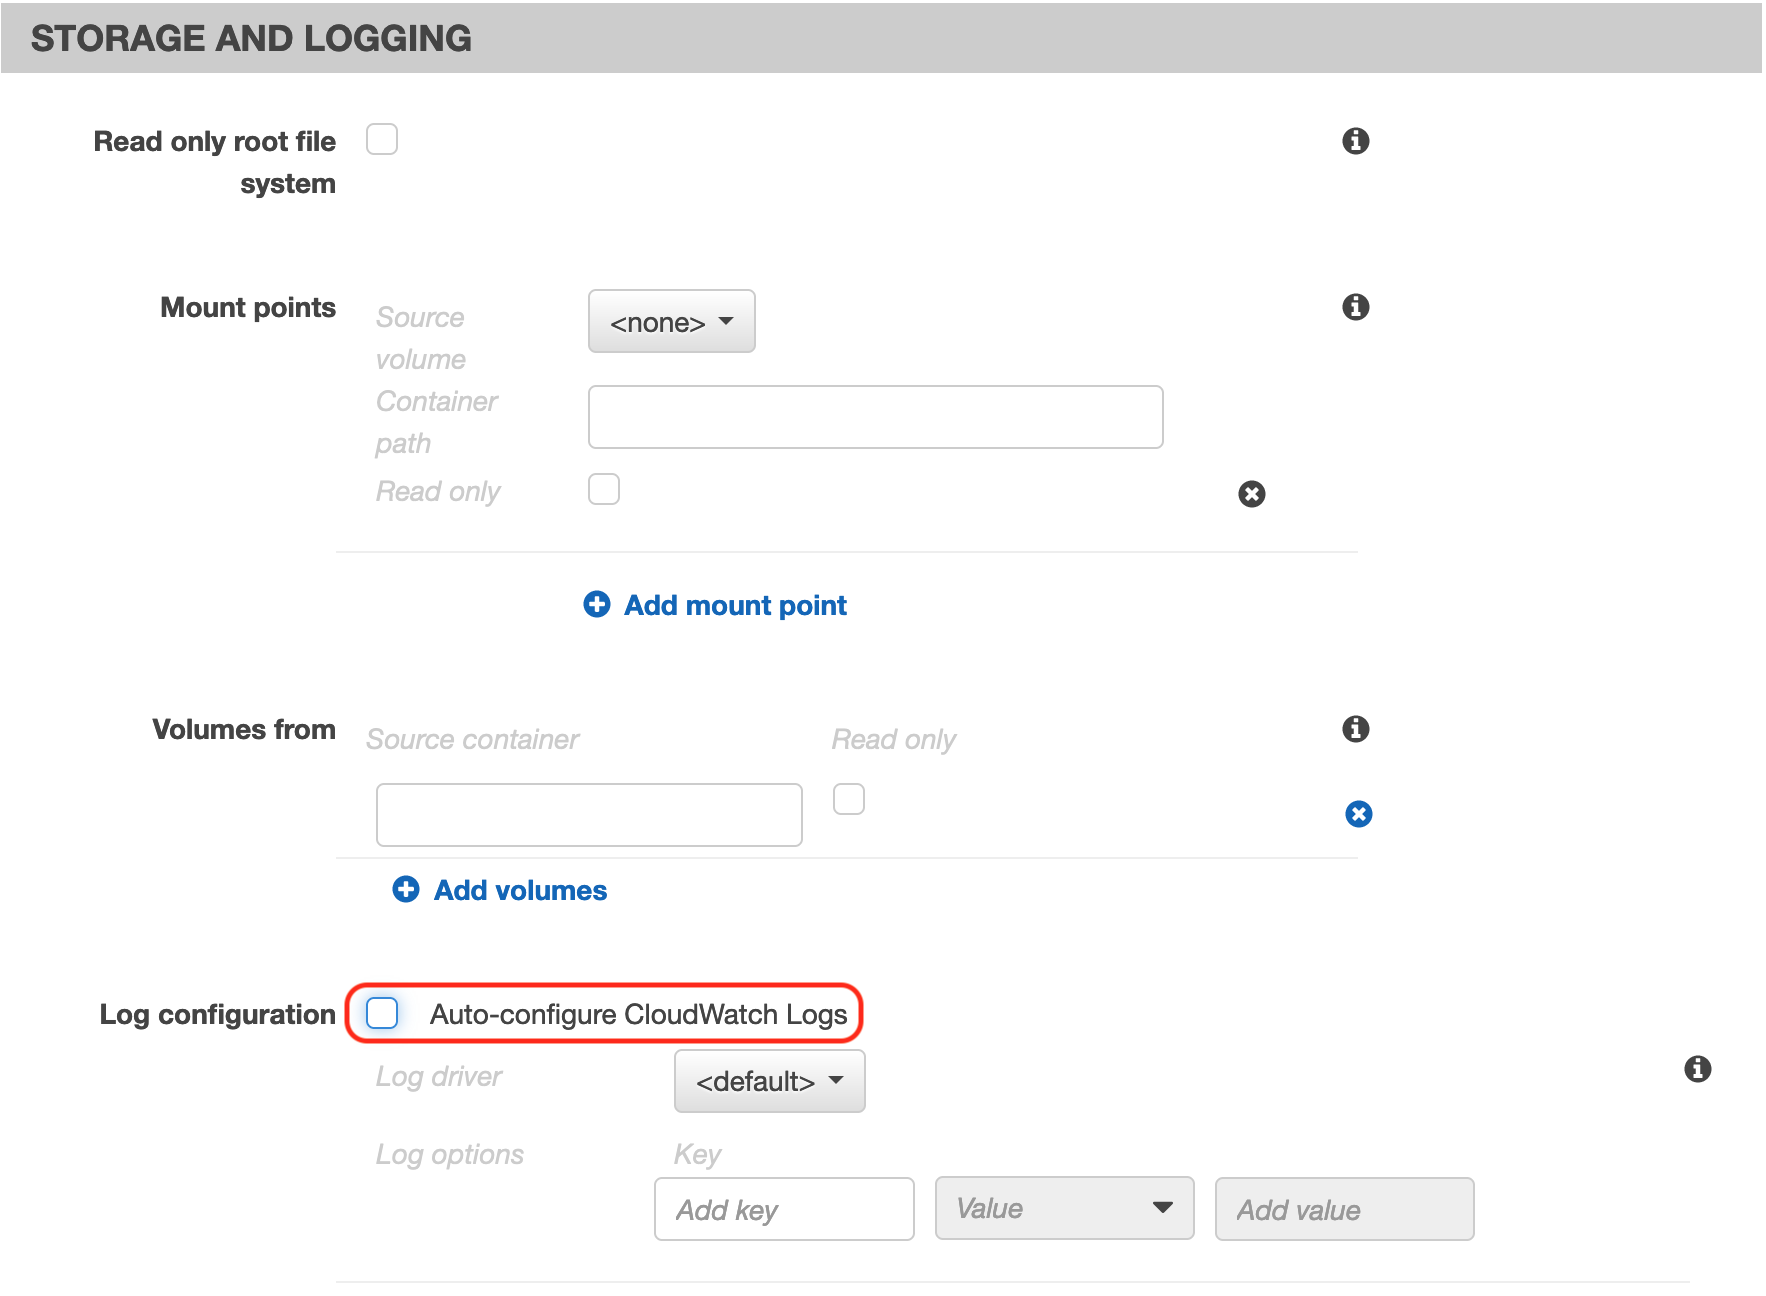 STORAGE AND LOGGING
Read only root file
system
Mount points
Source
volume
<none>
Container
path
Read only
Add mount point
Volumes from
Source container
Read only
Add volumes
Log configuration
Auto-configure CloudWatch Logs
Log driver
<default>
Log options
Key
Add key
Value
Add value